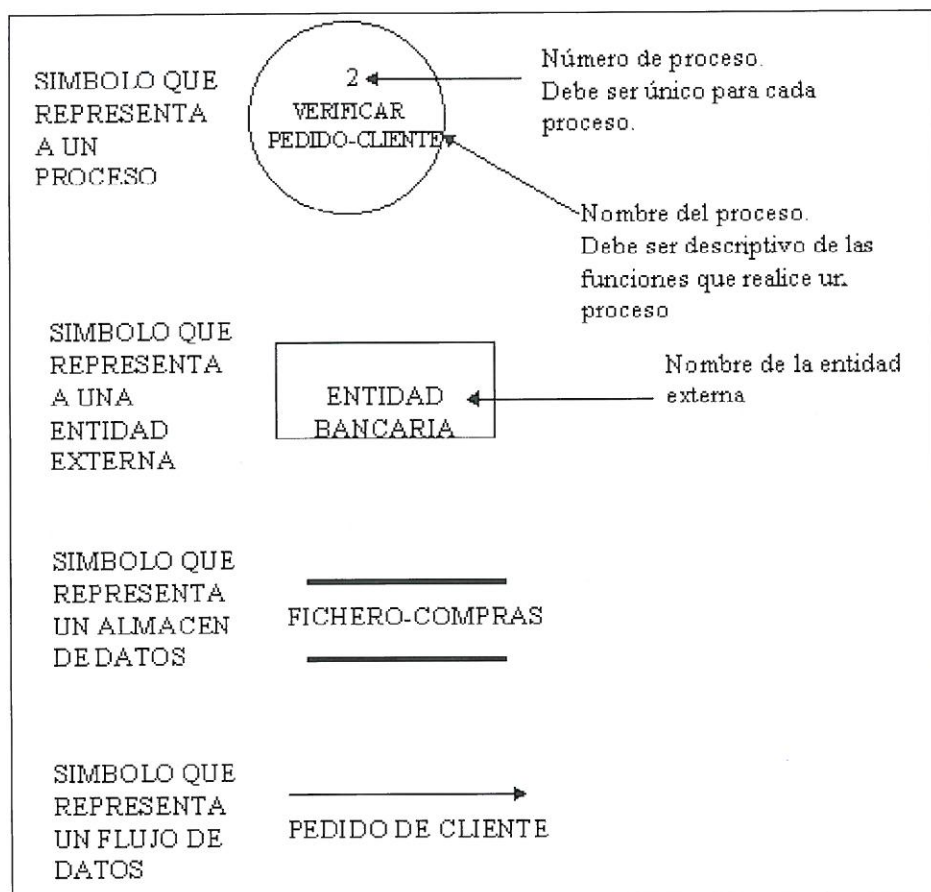 SIMBOLO QUE
REPRESENTA
A UN
PROCESO
2
VERIFICAR
PEDIDO-CLIENTE
Número de proceso.
Debe ser único para cada
proceso.
Nombre del proceso.
Debe ser descriptivo de las
funciones que realice un
proceso
SIMBOLO QUE
REPRESENTA
A UNA
ENTIDAD
EXTERNA
ENTIDAD
BANCARIA
Nombre de la entidad
externa
SIMBOLO QUE
REPRESENTA
UN ALMACEN
DE DATOS
FICHERO-COMPRAS
SIMBOLO QUE
REPRESENTA
UN FLUJO DE
DATOS
PEDIDO DE CLIENTE